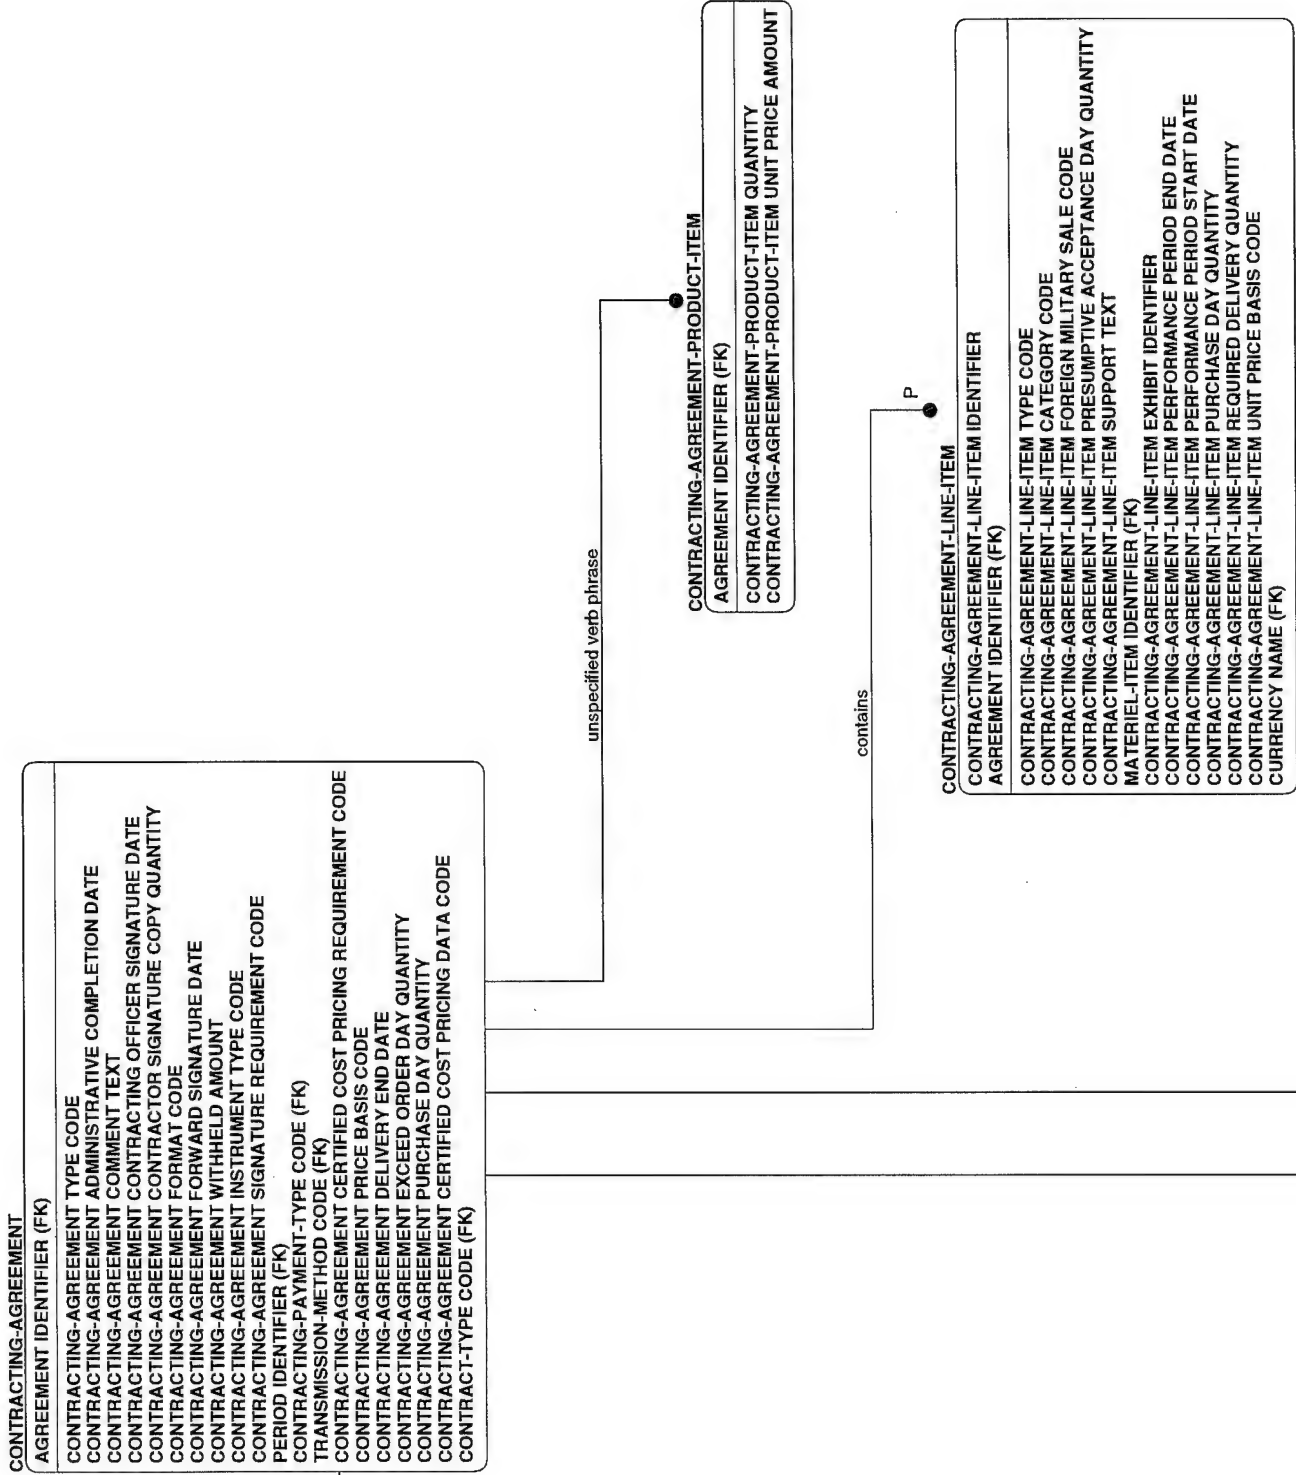 CONTRACTING-AGREEMENT
AGREEMENT IDENTIFIER (FK)
CONTRACTING-AGREEMENT TYPE CODE
CONTRACTING-AGREEMENT ADMINISTRATIVE COMPLETION DATE
CONTRACTING-AGREEMENT COMMENT TEXT
CONTRACTING-AGREEMENT CONTRACTING OFFICER SIGNATURE DATE
CONTRACTING-AGREEMENT CONTRACTOR SIGNATURE COPY QUANTITY
CONTRACTING-AGREEMENT FORMAT CODE
CONTRACTING-AGREEMENT FORWARD SIGNATURE DATE
CONTRACTING-AGREEMENT WITHHELD AMOUNT
CONTRACTING-AGREEMENT INSTRUMENT TYPE CODE
CONTRACTING-AGREEMENT SIGNATURE REQUIREMENT CODE
PERIOD IDENTIFIER (FK)
CONTRACTING-PAYMENT-TYPE CODE (FK)
TRANSMISSION-METHOD CODE (FK)
CONTRACTING-AGREEMENT CERTIFIED COST PRICING REQUIREMENT CODE
CONTRACTING-AGREEMENT PRICE BASIS CODE
CONTRACTING-AGREEMENT DELIVERY END DATE
CONTRACTING-AGREEMENT EXCEED ORDER DAY QUANTITY
CONTRACTING-AGREEMENT PURCHASE DAY QUANTITY
CONTRACTING-AGREEMENT CERTIFIED COST PRICING DATA CODE
CONTRACT-TYPE CODE (FK)
unspecified verb phrase
CONTRACTING-AGREEMENT-PRODUCT-ITEM
AGREEMENT IDENTIFIER (FK)
CONTRACTING-AGREEMENT-PRODUCT-ITEM QUANTITY
CONTRACTING-AGREEMENT-PRODUCT-ITEM UNIT PRICE AMOUNT
contains
P
CONTRACTING-AGREEMENT-LINE-ITEM
CONTRACTING-AGREEMENT-LINE-ITEM IDENTIFIER
AGREEMENT IDENTIFIER (FK)
CONTRACTING-AGREEMENT-LINE-ITEM TYPE CODE
CONTRACTING-AGREEMENT-LINE-ITEM CATEGORY CODE
CONTRACTING-AGREEMENT-LINE-ITEM FOREIGN MILITARY SALE CODE
CONTRACTING-AGREEMENT-LINE-ITEM PRESUMPTIVE ACCEPTANCE DAY QUANTITY
CONTRACTING-AGREEMENT-LINE-ITEM SUPPORT TEXT
MATERIEL-ITEM IDENTIFIER (FK)
CONTRACTING-AGREEMENT-LINE-ITEM EXHIBIT IDENTIFIER
CONTRACTING-AGREEMENT-LINE-ITEM PERFORMANCE PERIOD END DATE
CONTRACTING-AGREEMENT-LINE-ITEM PERFORMANCE PERIOD START DATE
CONTRACTING-AGREEMENT-LINE-ITEM PURCHASE DAY QUANTITY
CONTRACTING-AGREEMENT-LINE-ITEM REQUIRED DELIVERY QUANTITY
CONTRACTING-AGREEMENT-LINE-ITEM UNIT PRICE BASIS CODE
CURRENCY NAME (FK)